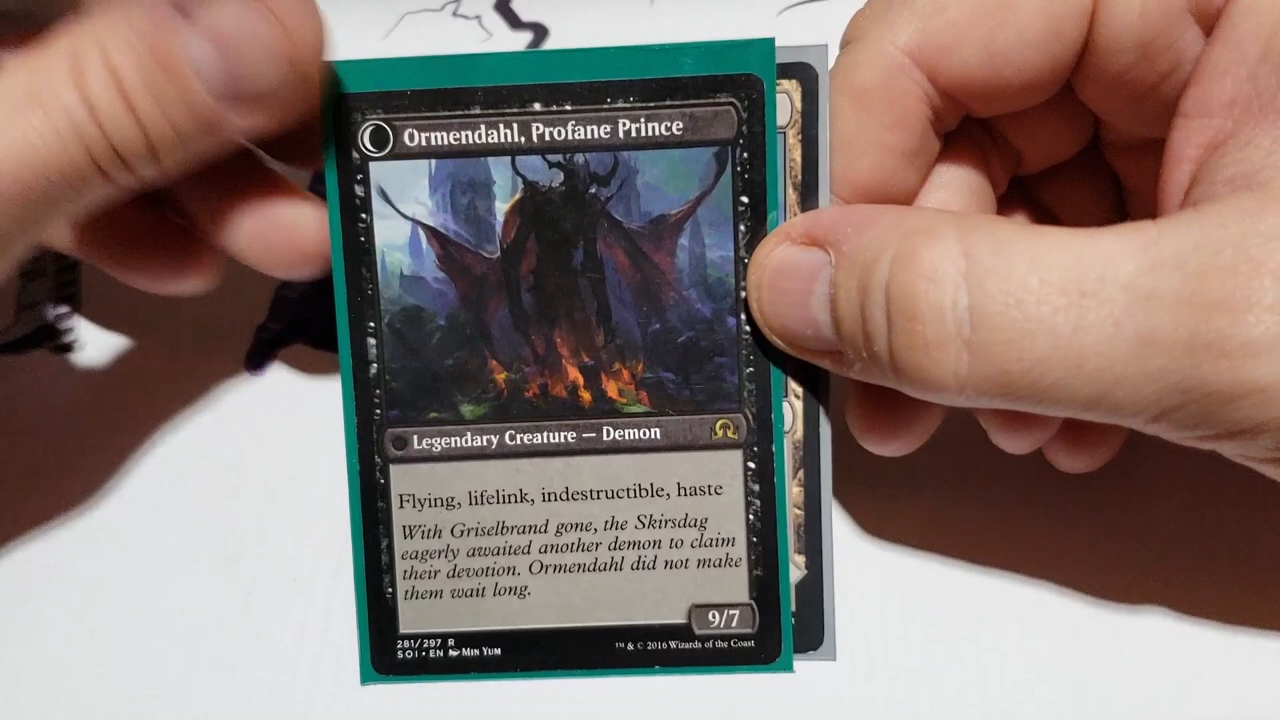 Ormendahl, Profane Prince
Legendary Creature — Demon
Flying, lifelink, indestructible, haste
With Griselbrand gone, the Skirsdag
eagerly awaited another demon to claim
their devotion. Ormendahl did not make
them wait long.
9/7
281/297 R
SOI • EN Min Yum
™ & © 2016 Wizards of the Coast